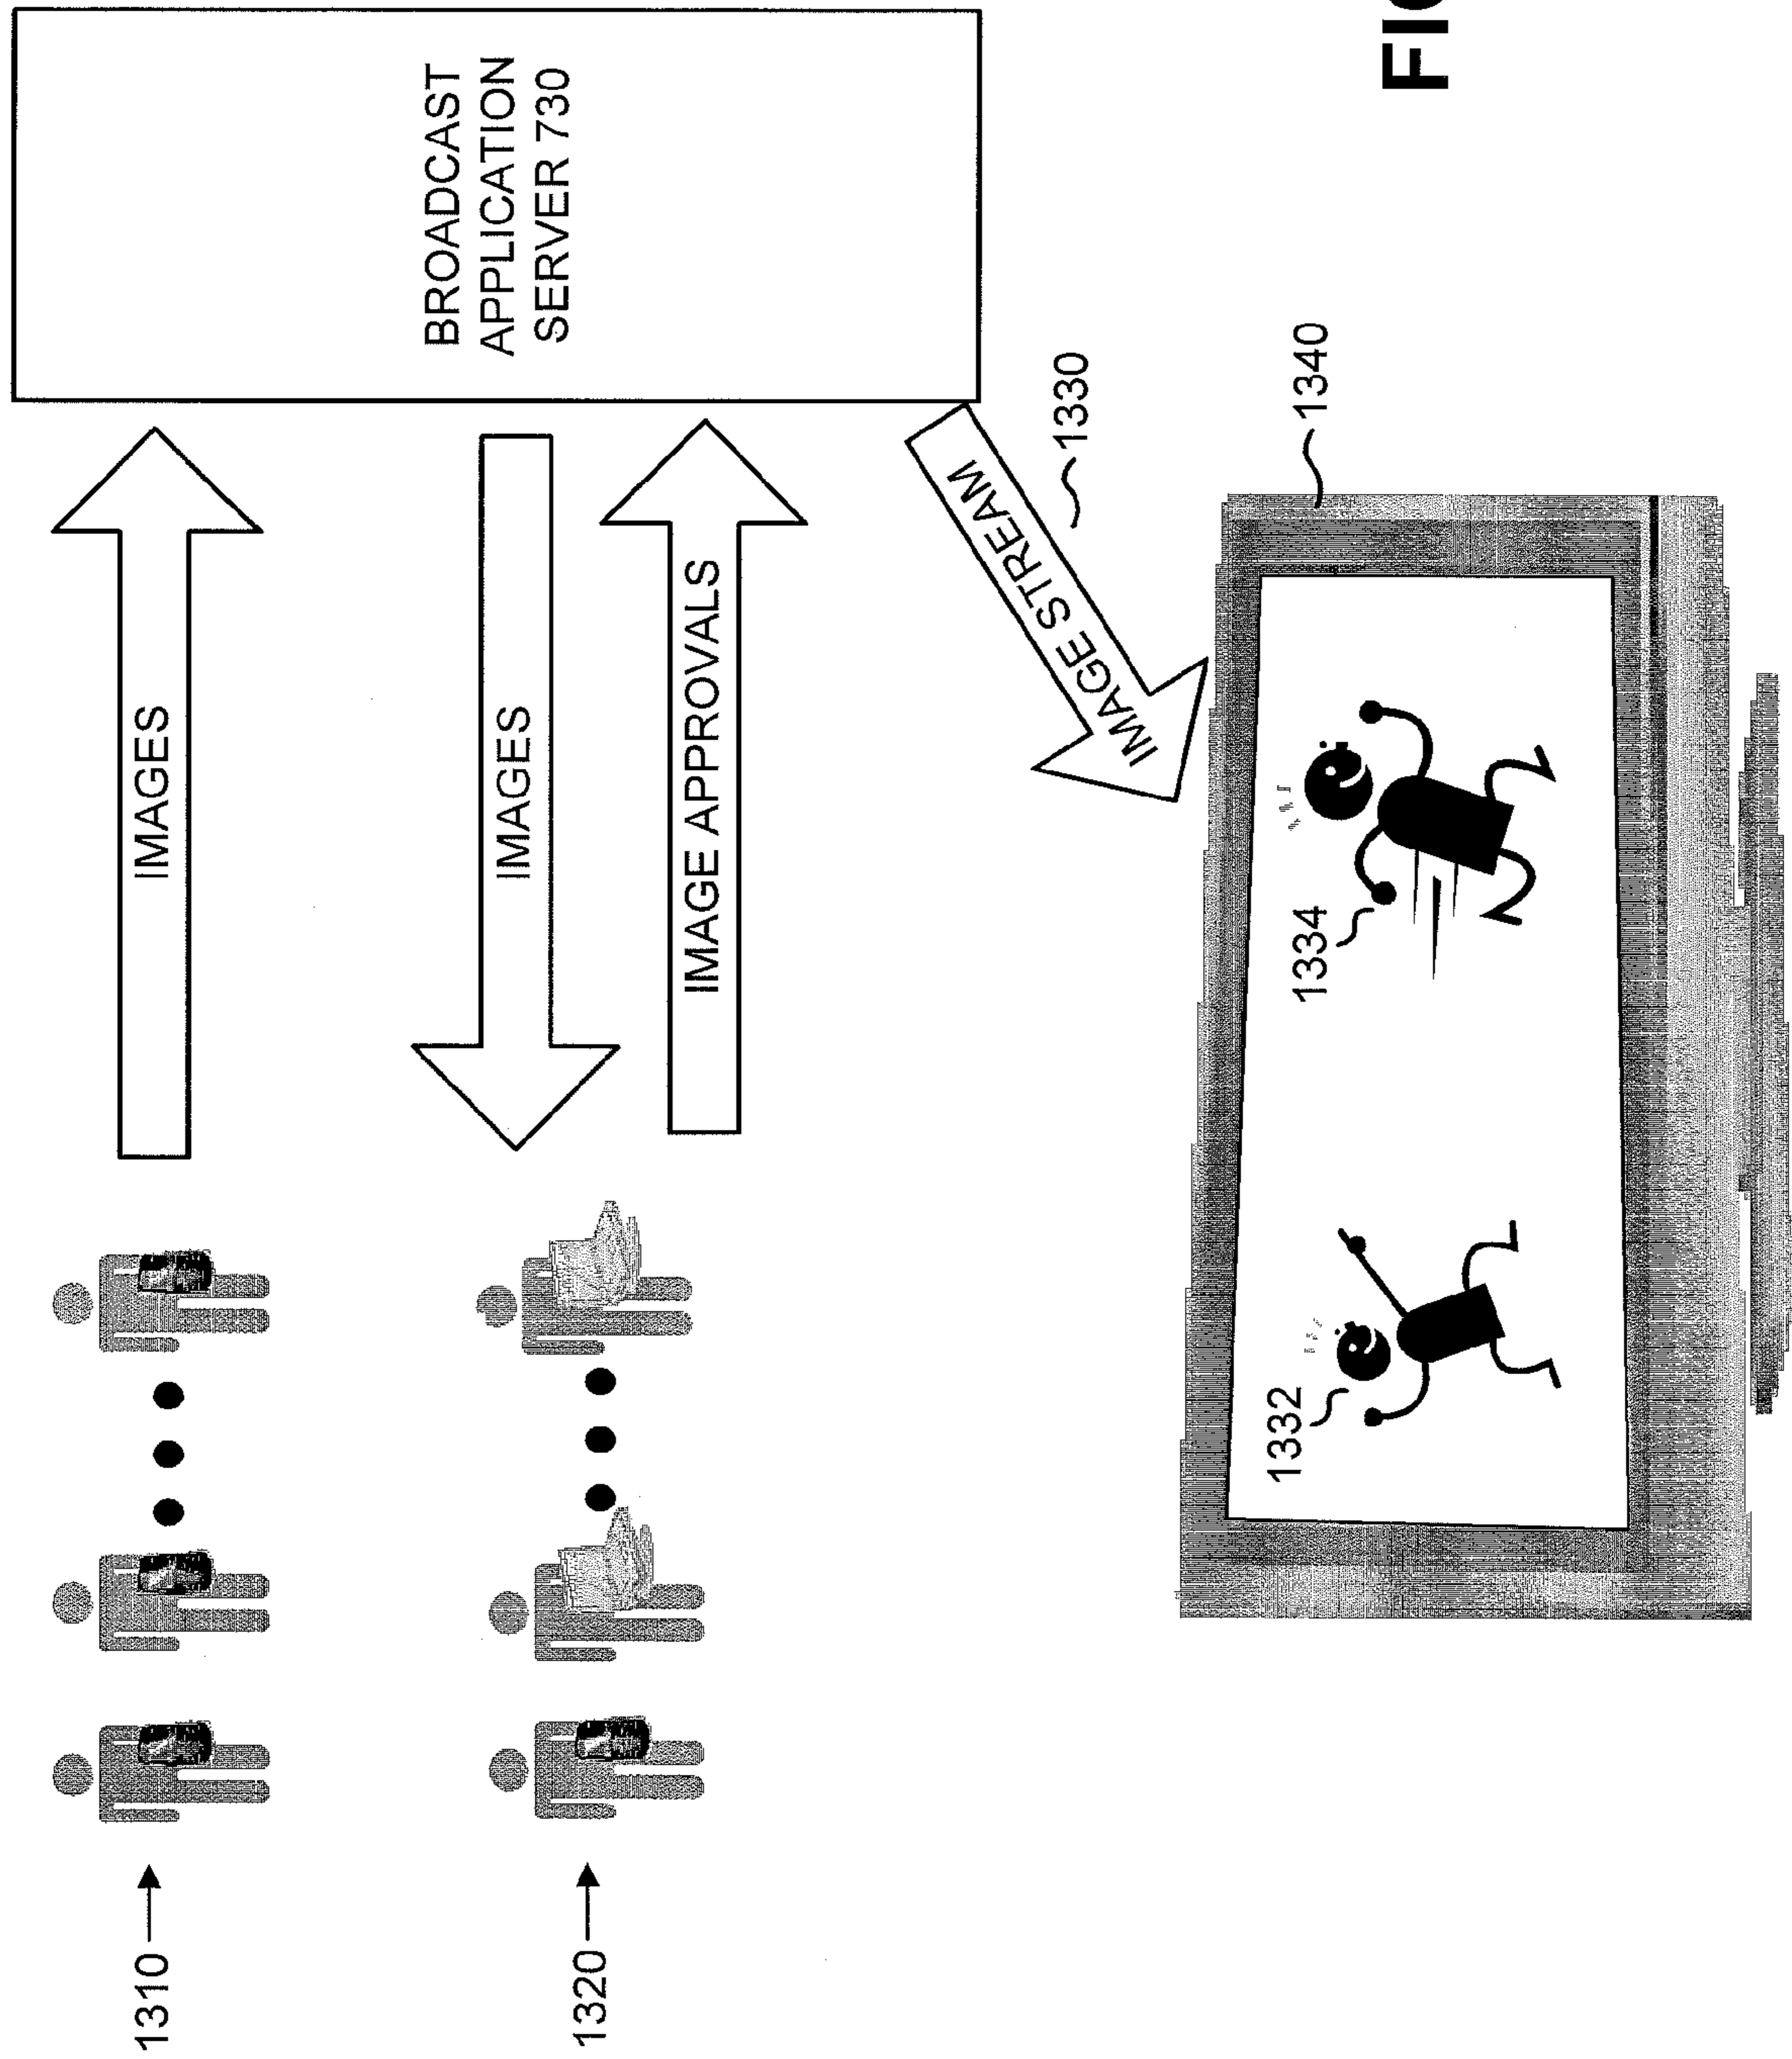 1310
IMAGES
BROADCAST
APPLICATION
SERVER 730
1320
IMAGES
IMAGE APPROVALS
IMAGE STREAM
1330
1340
1332
1334